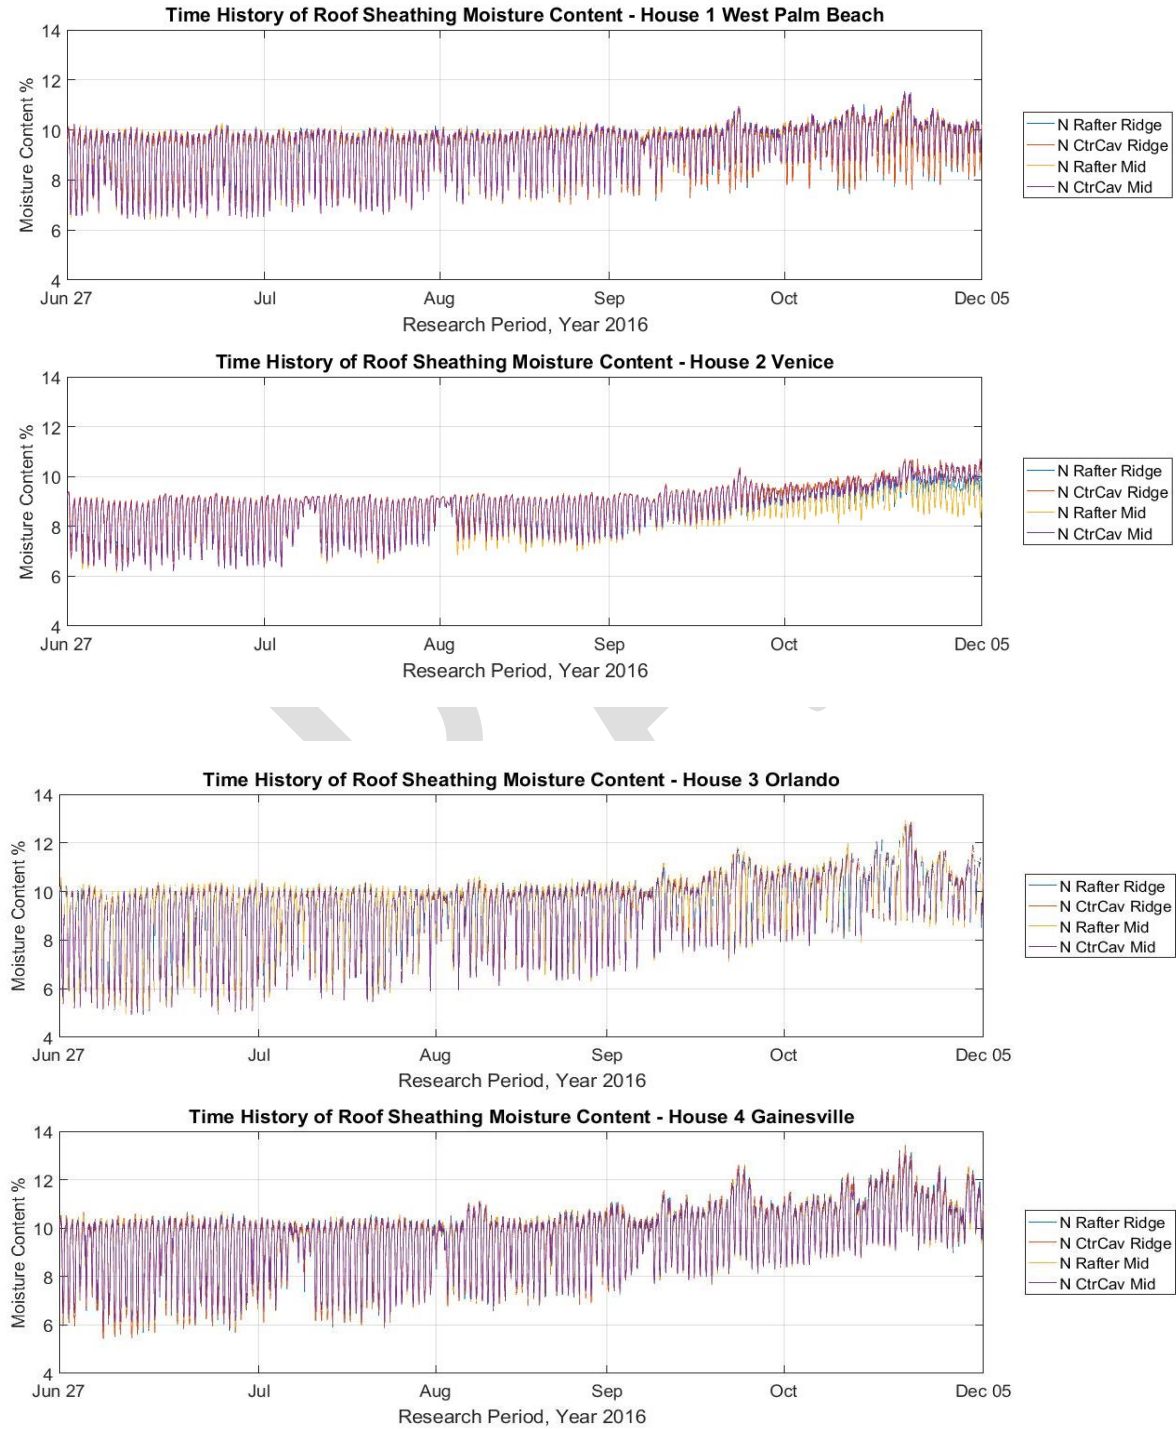 Time History of Roof Sheathing Moisture Content - House 1 West Palm Beach
14
12
10
8
6
4
Moisture Content %
Jun 27 Jul Aug Sep Oct Dec 05
Research Period, Year 2016
N Rafter Ridge
N CtrCav Ridge
N Rafter Mid
N CtrCav Mid
Time History of Roof Sheathing Moisture Content - House 2 Venice
14
12
10
8
6
4
Moisture Content %
Jun 27 Jul Aug Sep Oct Dec 05
Research Period, Year 2016
N Rafter Ridge
N CtrCav Ridge
N Rafter Mid
N CtrCav Mid
Time History of Roof Sheathing Moisture Content - House 3 Orlando
14
12
10
8
6
4
Moisture Content %
Jun 27 Jul Aug Sep Oct Dec 05
Research Period, Year 2016
N Rafter Ridge
N CtrCav Ridge
N Rafter Mid
N CtrCav Mid
Time History of Roof Sheathing Moisture Content - House 4 Gainesville
14
12
10
8
6
4
Moisture Content %
Jun 27 Jul Aug Sep Oct Dec 05
Research Period, Year 2016
N Rafter Ridge
N CtrCav Ridge
N Rafter Mid
N CtrCav Mid